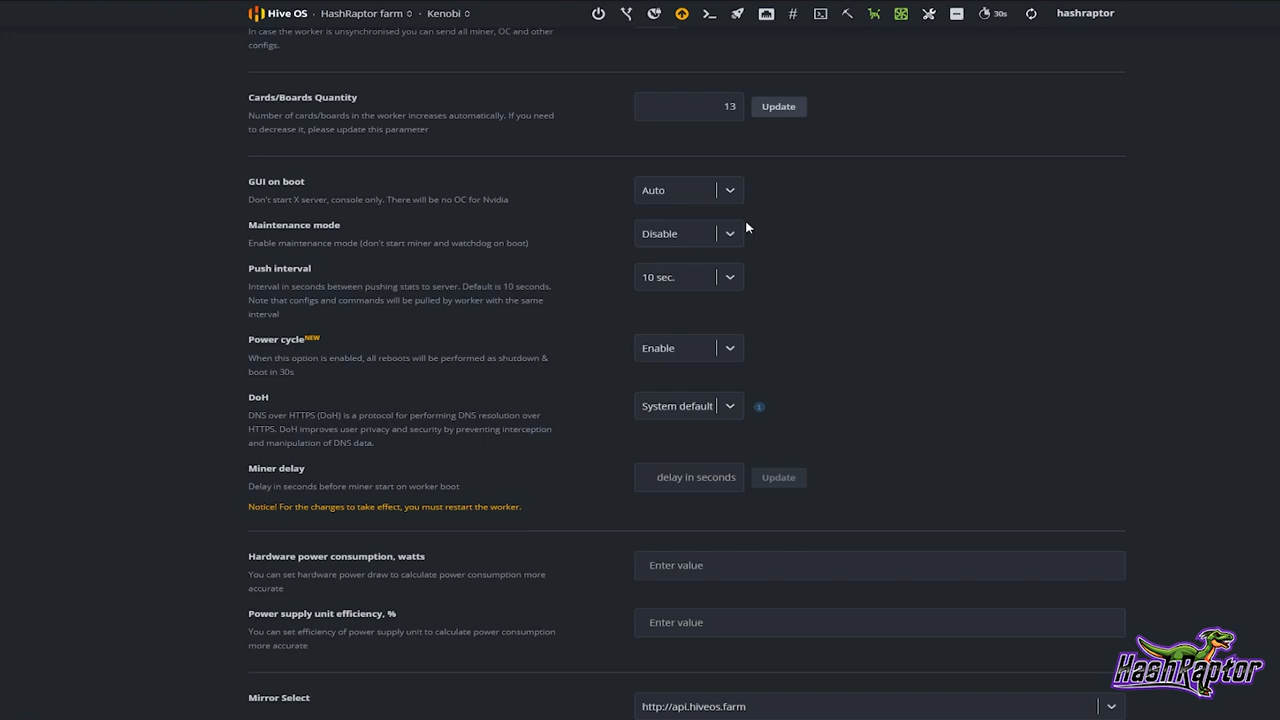 Hive OS HashRaptor farm Kenobi 30s hashraptor
In case the worker is unsynchronised you can send all miner, OC and other
configs.
Cards/Boards Quantity
13 Update
Number of cards/boards in the worker increases automatically. If you need
to decrease it, please update this parameter
GUI on boot
Auto
Don't start X server, console only. There will be no OC for Nvidia
Maintenance mode
Disable
Enable maintenance mode (don't start miner and watchdog on boot)
Push interval
10 sec.
Interval in seconds between pushing stats to server. Default is 10 seconds.
Note that configs and commands will be pulled by worker with the same
interval
Power cycle NEW
Enable
When this option is enabled, all reboots will be performed as shutdown &
boot in 30s
DoH
System default
DNS over HTTPS (DoH) is a protocol for performing DNS resolution over
HTTPS. DoH improves user privacy and security by preventing interception
and manipulation of DNS data.
Miner delay
delay in seconds Update
Delay in seconds before miner start on worker boot
Notice! For the changes to take effect, you must restart the worker.
Hardware power consumption, watts
Enter value
You can set hardware power draw to calculate power consumption more
accurate
Power supply unit efficiency, %
Enter value
You can set efficiency of power supply unit to calculate power consumption
more accurate
Mirror Select
http://api.hiveos.farm
HashRaptor